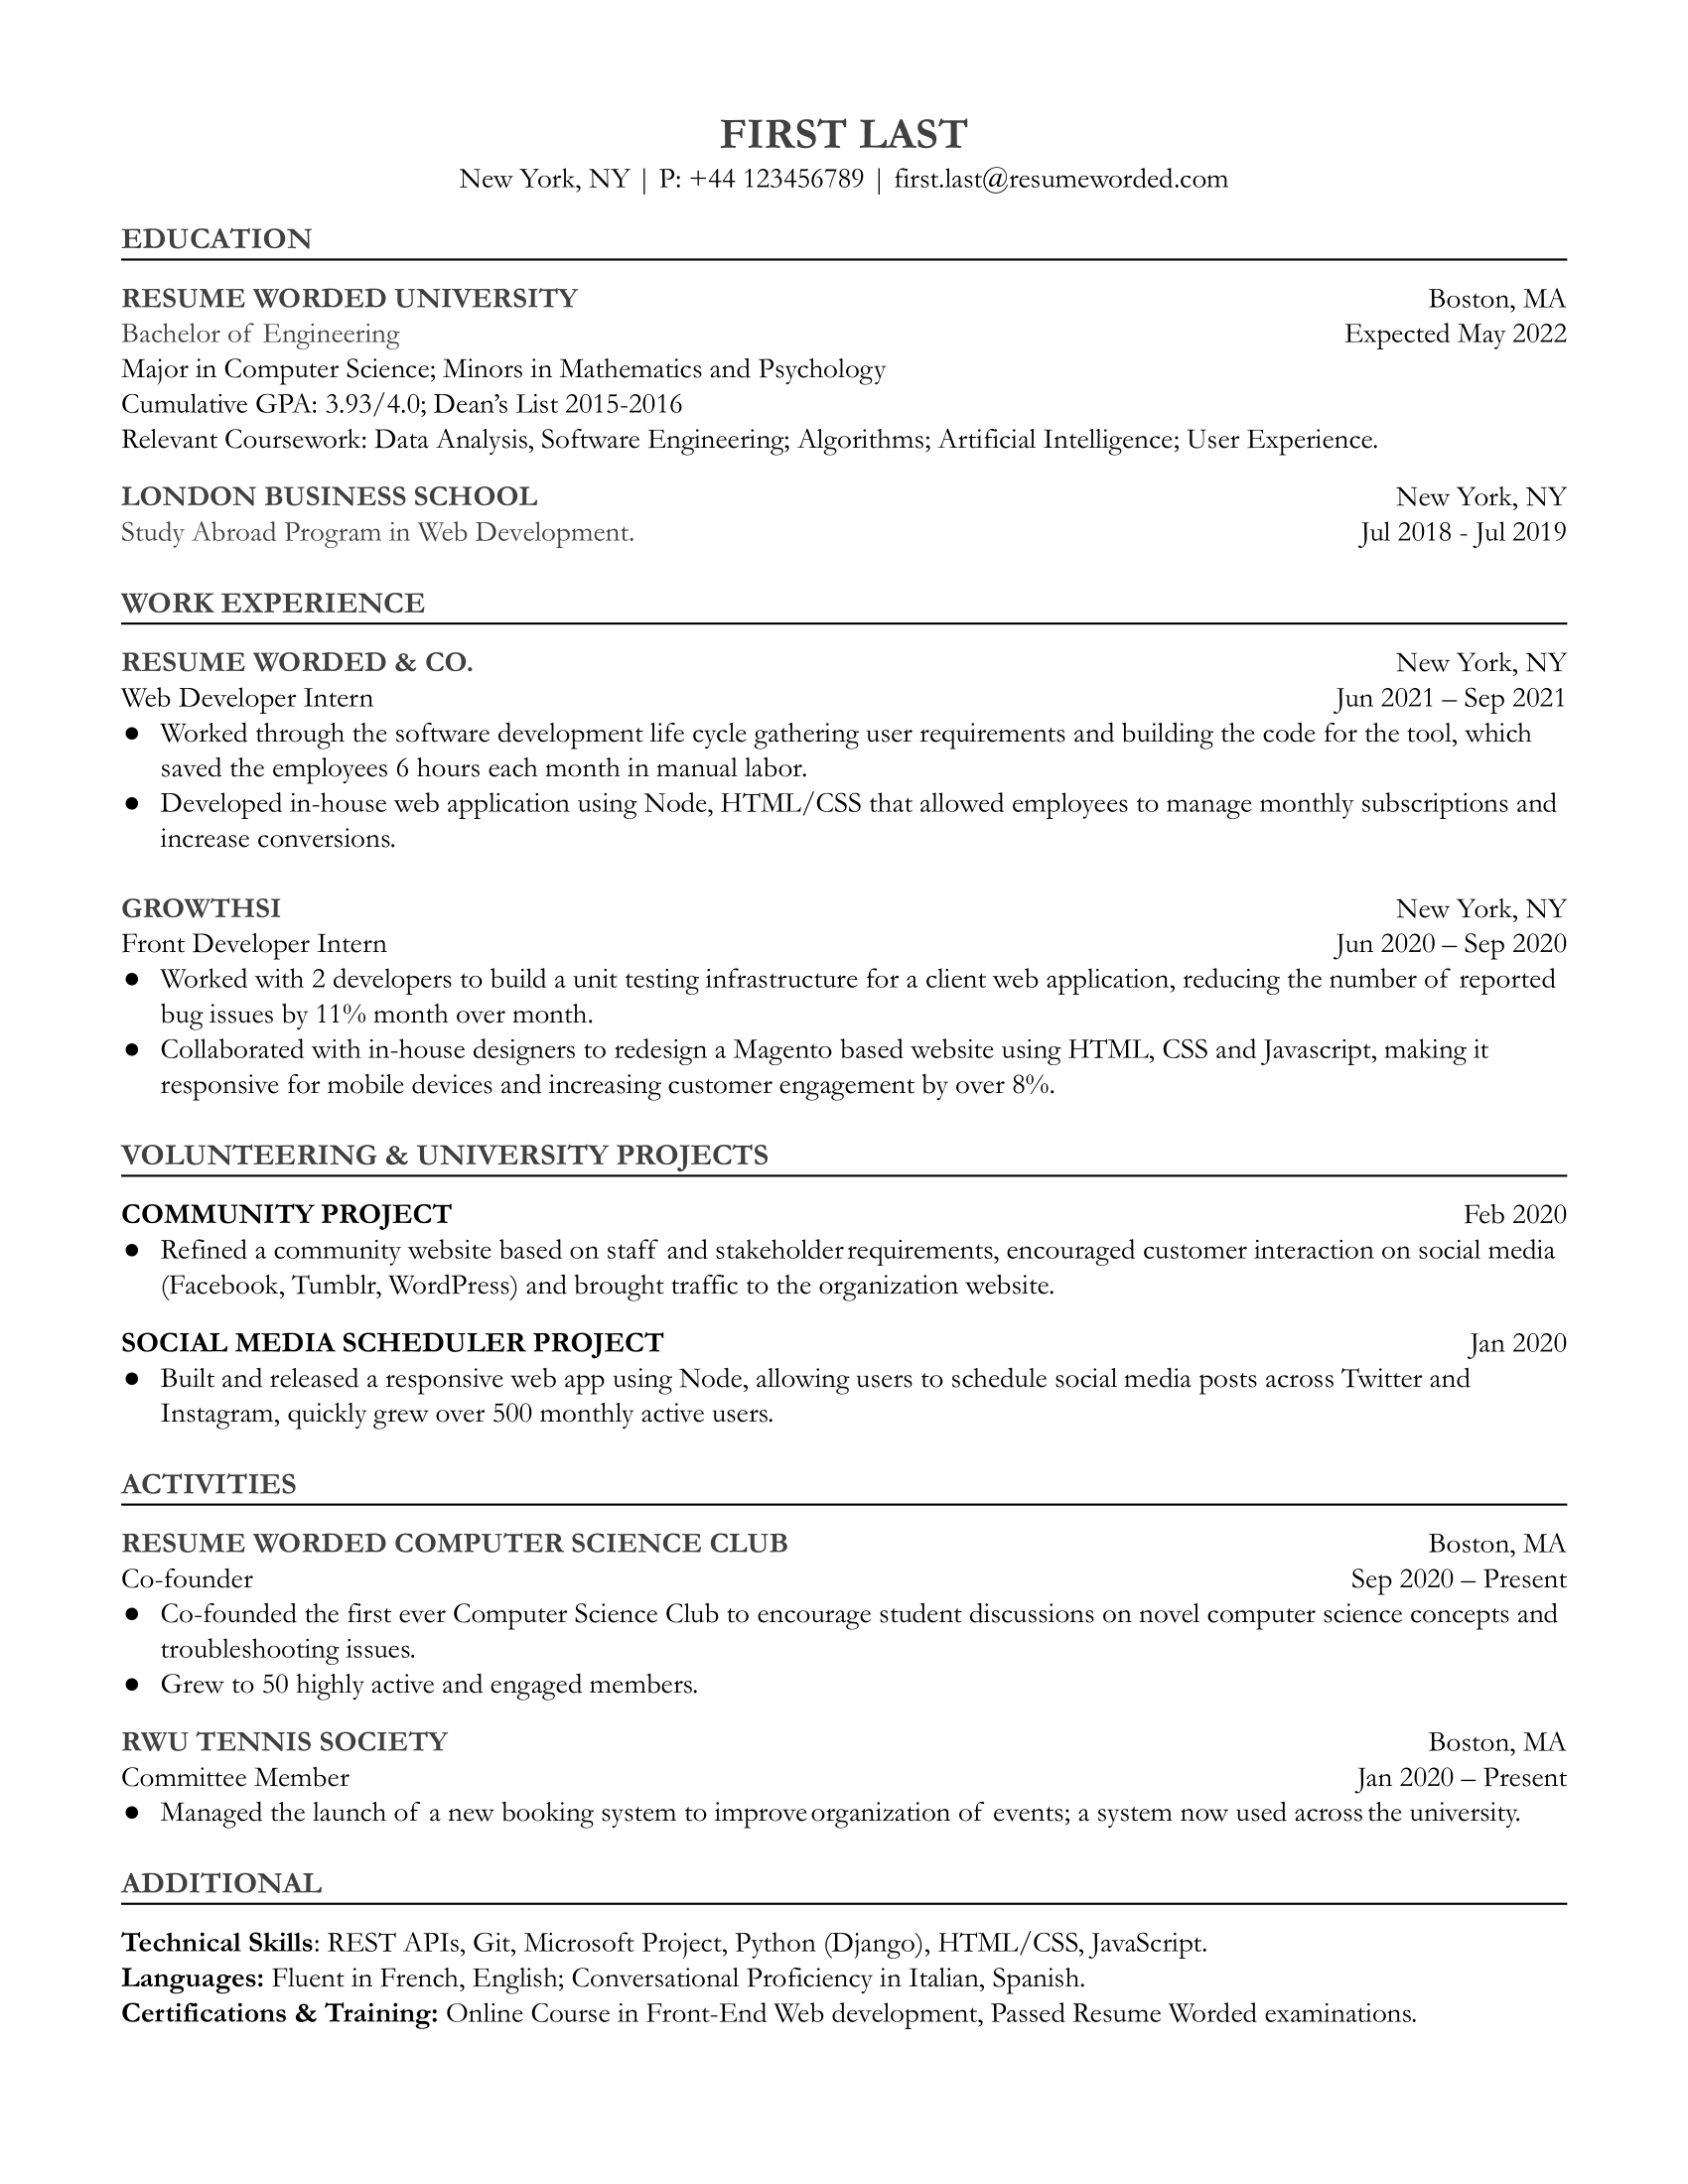 FIRST LAST
New York, NY | P: +44 123456789 | first.last@resumeworded.com
EDUCATION
RESUME WORDED UNIVERSITY Boston, MA
Bachelor of Engineering Expected May 2022
Major in Computer Science; Minors in Mathematics and Psychology
Cumulative GPA: 3.93/4.0; Dean’s List 2015-2016
Relevant Coursework: Data Analysis, Software Engineering; Algorithms; Artificial Intelligence; User Experience.
LONDON BUSINESS SCHOOL New York, NY
Study Abroad Program in Web Development. Jul 2018 - Jul 2019
WORK EXPERIENCE
RESUME WORDED & CO. New York, NY
Web Developer Intern Jun 2021 – Sep 2021
● Worked through the software development life cycle gathering user requirements and building the code for the tool, which
saved the employees 6 hours each month in manual labor.
● Developed in-house web application using Node, HTML/CSS that allowed employees to manage monthly subscriptions and
increase conversions.
GROWTHSI New York, NY
Front Developer Intern Jun 2020 – Sep 2020
● Worked with 2 developers to build a unit testing infrastructure for a client web application, reducing the number of reported
bug issues by 11% month over month.
● Collaborated with in-house designers to redesign a Magento based website using HTML, CSS and Javascript, making it
responsive for mobile devices and increasing customer engagement by over 8%.
VOLUNTEERING & UNIVERSITY PROJECTS
COMMUNITY PROJECT Feb 2020
● Refined a community website based on staff and stakeholder requirements, encouraged customer interaction on social media
(Facebook, Tumblr, WordPress) and brought traffic to the organization website.
SOCIAL MEDIA SCHEDULER PROJECT Jan 2020
● Built and released a responsive web app using Node, allowing users to schedule social media posts across Twitter and
Instagram, quickly grew over 500 monthly active users.
ACTIVITIES
RESUME WORDED COMPUTER SCIENCE CLUB Boston, MA
Co-founder Sep 2020 – Present
● Co-founded the first ever Computer Science Club to encourage student discussions on novel computer science concepts and
troubleshooting issues.
● Grew to 50 highly active and engaged members.
RWU TENNIS SOCIETY Boston, MA
Committee Member Jan 2020 – Present
● Managed the launch of a new booking system to improve organization of events; a system now used across the university.
ADDITIONAL
Technical Skills: REST APIs, Git, Microsoft Project, Python (Django), HTML/CSS, JavaScript.
Languages: Fluent in French, English; Conversational Proficiency in Italian, Spanish.
Certifications & Training: Online Course in Front-End Web development, Passed Resume Worded examinations.